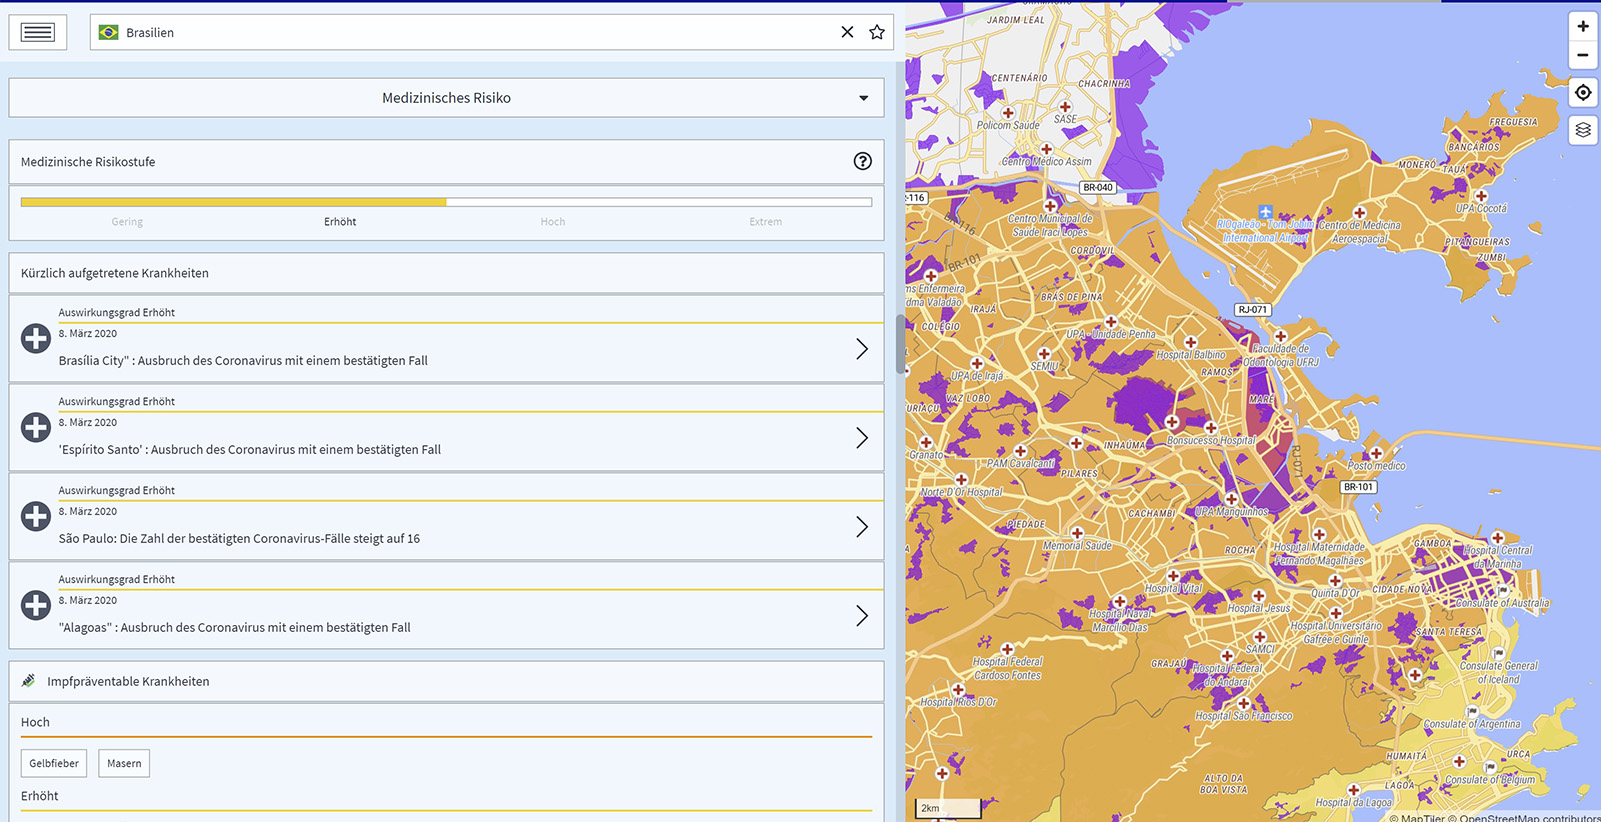 Brasilien
Medizinisches Risiko
Medizinische Risikostufe
Gering
Erhöht
Hoch
Extrem
Kürzlich aufgetretene Krankheiten
Auswirkungsgrad Erhöht
8. März 2020
Brasília City" : Ausbruch des Coronavirus mit einem bestätigten Fall
Auswirkungsgrad Erhöht
8. März 2020
'Espírito Santo' : Ausbruch des Coronavirus mit einem bestätigten Fall
Auswirkungsgrad Erhöht
8. März 2020
São Paulo: Die Zahl der bestätigten Coronavirus-Fälle steigt auf 16
Auswirkungsgrad Erhöht
8. März 2020
"Alagoas" : Ausbruch des Coronavirus mit einem bestätigten Fall
Impfpräventable Krankheiten
Hoch
Gelbfieber
Masern
Erhöht
JARDIM LEAL
CENTENÁRIO
CHACRINHA
Policom Saúde
SASE
Centro Médico Assim
BR-040
-116
Centro Municipal de
Saúde Iraci Lopes
BR-116
CORDOVIL
BR-101
FREGUESIA
BANCÁRIOS
MONERÓ
TAUÁ
UPA Cocotá
RIOgaleão - Tom Jobim
International Airport
Centro de Medicina
Aeroespacial
PITANGUEIRAS
ZUMBI
ms Enfermeira
dma Valadão
BRÁS DE PINA
IRAJÁ
COLÉGIO
RJ-071
UPA - Unidade Penha
Hospital Balbino
Faculdade de
Odontologia UFRJ
SEMIU
UPA de Irajá
RAMOS
VAZ LOBO
MARÉ
URIAÇU
Bonsucesso Hospital
INHAÚMA
Granato
PAM Cavalcanti
PILARES
RJ-071
Posto medico
Norte D'Or Hospital
BR-101
UPA Manguinhos
CACHAMBI
PIEDADE
Memorial Saúde
ROCHA
Hospital Maternidade
Fernando Magalhães
GAMBOA
Hospital Central
da Marinha
Hospital Vital
Quinta D'Or
CIDADE NOVA
Hospital Jesus
Consulate of Australia
Hospital Naval
Marcílio Dias
Hospital Universitário
Gafrée e Guinle
SANTA TERESA
SAMCI
Hospital Federal
Cardoso Fontes
GRAJAÚ
Hospital Federal
do Andaraí
Consulate General
of Iceland
Hospital Rios D'Or
Hospital São Francisco
Consulate of Argentina
HUMAITÁ
URCA
ALTO DA
BOA VISTA
Consulate of Belgium
LAGOA
Hospital da Lagoa
2km
© MapTiler © OpenStreetMap contributors